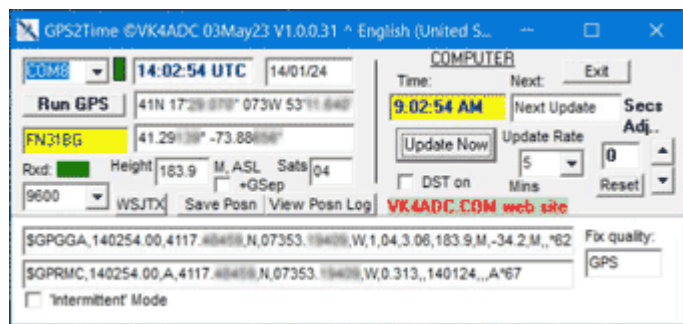 GPS2Time ©VK4ADC 03May23 V1.0.0.31 ^ English (United S...
COM8 14:02:54 UTC 14/01/24
Run GPS 41N 17' 073W 53'
FN31BG 41.29 -73.88
Rxd: Height 183.9 M, ASL Sats 04
+GSep
9600 WSJTX Save Posn View Posn Log
COMPUTER
Time: Next: Exit
9:02:54 AM Next Update Secs Adj..
Update Now Update Rate 0
5
DST on Mins Reset
VK4ADC.COM web site
$GPGGA,140254.00,4117. ,N,07353. ,W,1,04,3.06,183.9,M,-34.2,M,,*62
Fix quality:
GPS
$GPRMC,140254.00,A,4117. ,N,07353. ,W,0.313,,140124,,,A*67
'Intermittent' Mode